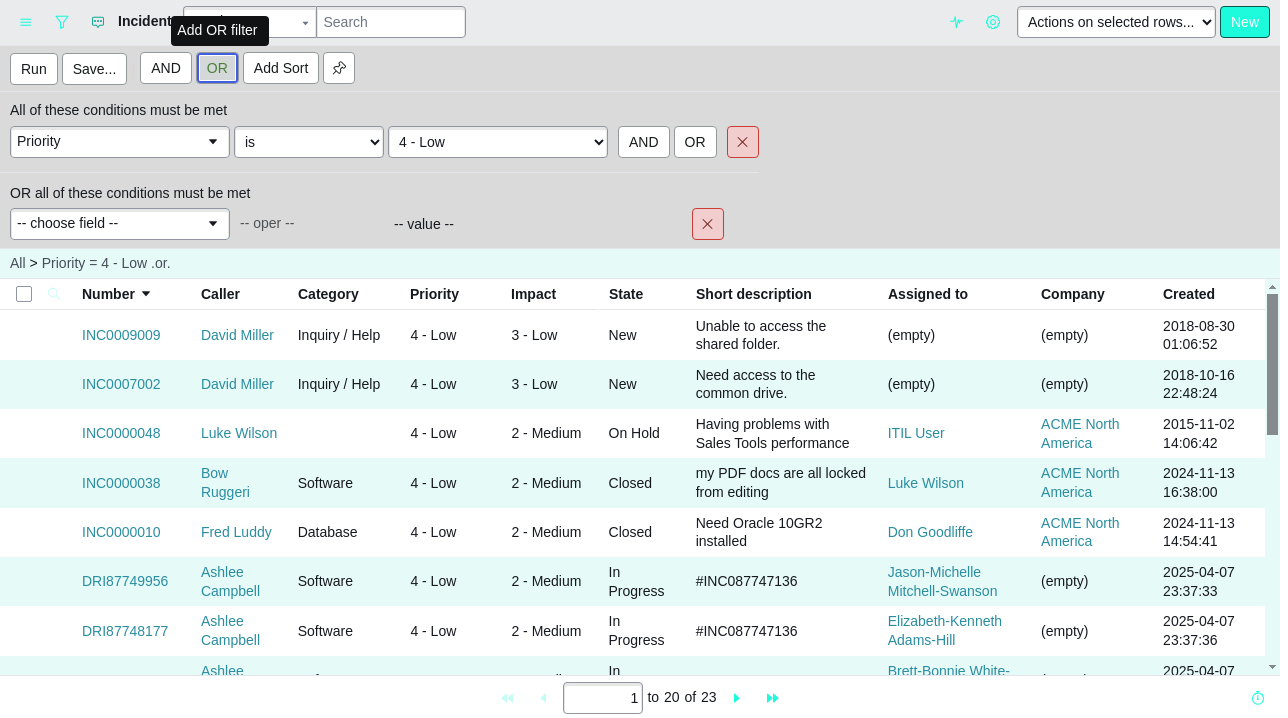 Incident
Search
Actions on selected rows...
New
Add OR filter
Run
Save...
AND
OR
Add Sort
All of these conditions must be met
Priority
is
4 - Low
AND
OR
OR all of these conditions must be met
-- choose field --
-- oper --
-- value --
All > Priority = 4 - Low .or.
Number Caller Category Priority Impact State Short description Assigned to Company Created
INC0009009 David Miller Inquiry / Help 4 - Low 3 - Low New Unable to access the shared folder. (empty) (empty) 2018-08-30 01:06:52
INC0007002 David Miller Inquiry / Help 4 - Low 3 - Low New Need access to the common drive. (empty) (empty) 2018-10-16 22:48:24
INC0000048 Luke Wilson 4 - Low 2 - Medium On Hold Having problems with Sales Tools performance ITIL User ACME North America 2015-11-02 14:06:42
INC0000038 Bow Ruggeri Software 4 - Low 2 - Medium Closed my PDF docs are all locked from editing Luke Wilson ACME North America 2024-11-13 16:38:00
INC0000010 Fred Luddy Database 4 - Low 2 - Medium Closed Need Oracle 10GR2 installed Don Goodliffe ACME North America 2024-11-13 14:54:41
DRI87749956 Ashlee Campbell Software 4 - Low 2 - Medium In Progress #INC087747136 Jason-Michelle Mitchell-Swanson (empty) 2025-04-07 23:37:33
DRI87748177 Ashlee Campbell Software 4 - Low 2 - Medium In Progress #INC087747136 Elizabeth-Kenneth Adams-Hill (empty) 2025-04-07 23:37:36
Ashlee In Brett-Bonnie White- 2025-04-07
1 to 20 of 23